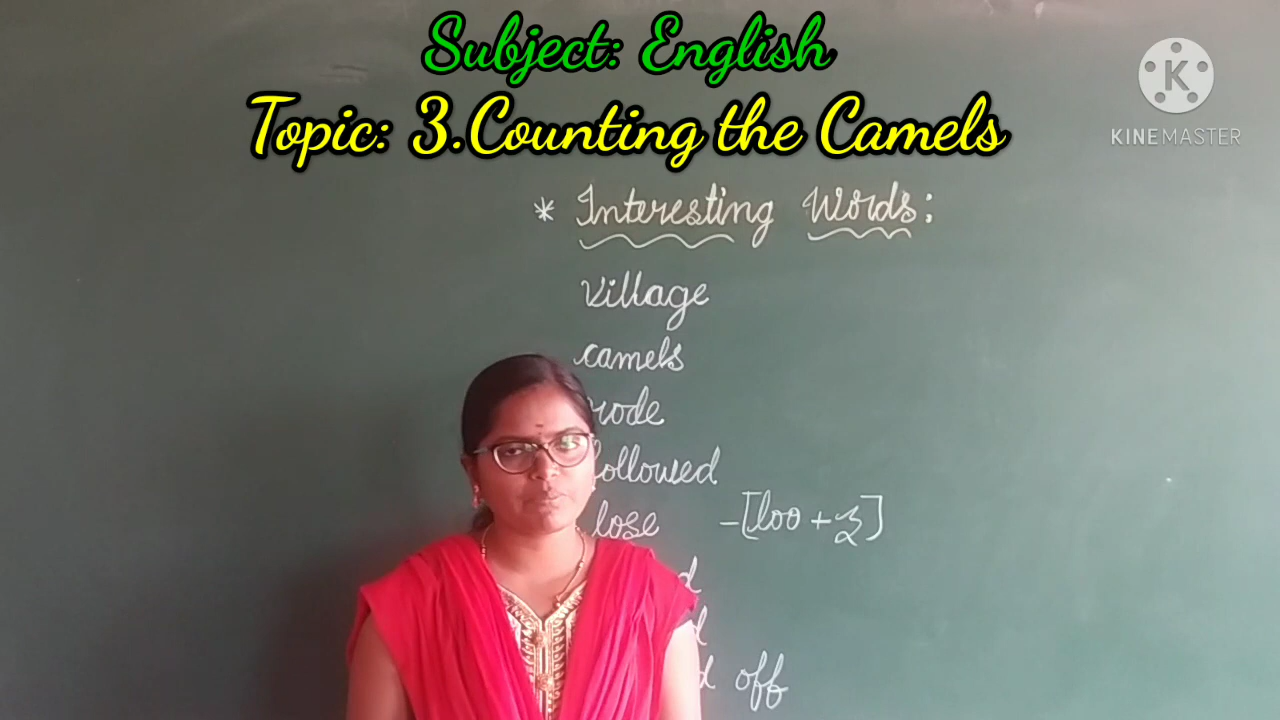 Subject: English
Topic: 3.Counting the Camels
KINEMASTER
* Interesting Words:
village
camels
rode
followed
lose -[loo + z]
off